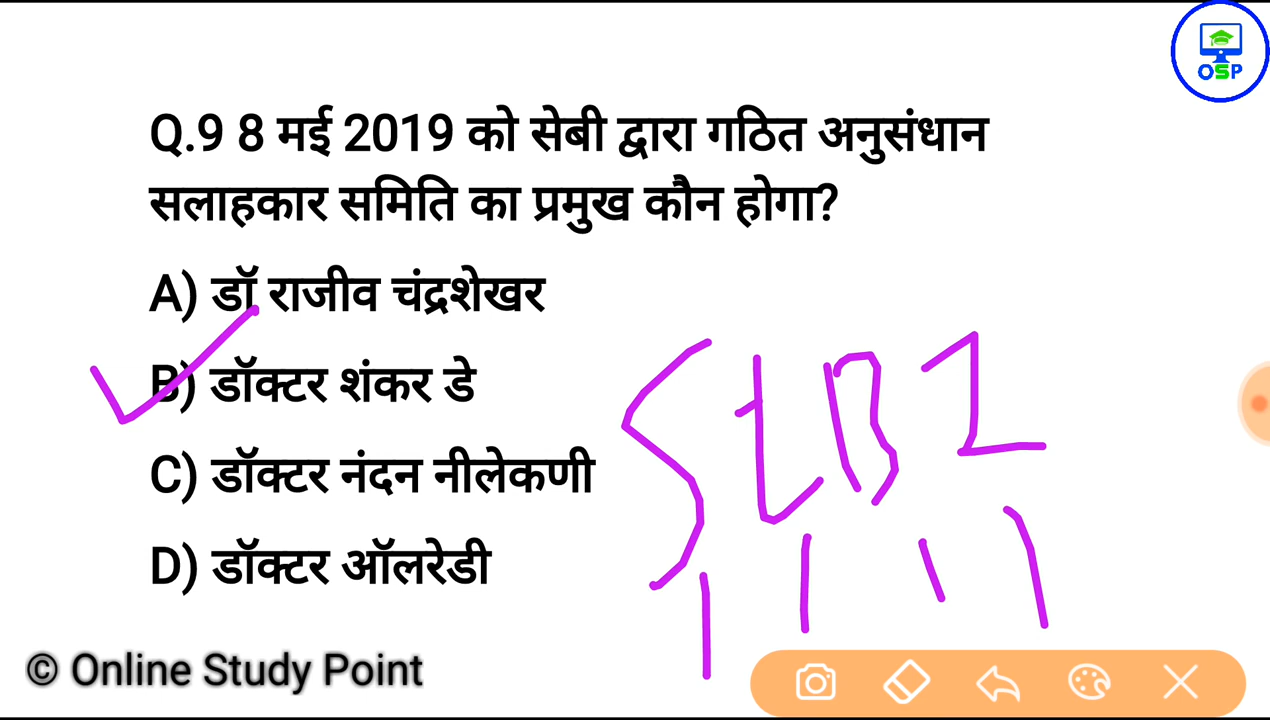 OSP
Q.9 8 मई 2019 को सेबी द्वारा गठित अनुसंधान
सलाहकार समिति का प्रमुख कौन होगा?
A) डॉ राजीव चंद्रशेखर
B) डॉक्टर शंकर डे
C) डॉक्टर नंदन नीलेकणी
D) डॉक्टर ऑलरेडी
SEBI
© Online Study Point